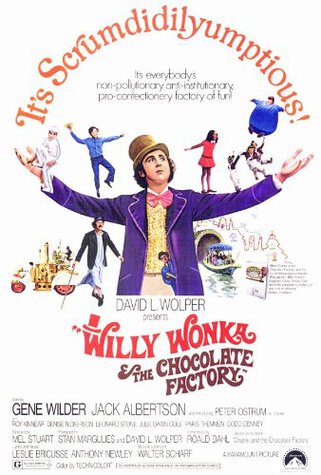 It's Scrumdidilyumptious!
It's everybody's
non-pollutionary anti-institutionary,
pro-confectionery factory of fun!
DAVID L. WOLPER
presents
"WILLY WONKA
& THE CHOCOLATE
FACTORY"
starring
GENE WILDER JACK ALBERTSON PETER OSTRUM
ROY KINNEAR DENISE NICKERSON LEONARD STONE JULIE DAWN COLE PARIS THEMMEN DODO DENNEY
MEL STUART STAN MARGULIES and DAVID L. WOLPER ROALD DAHL "Charlie and the Chocolate Factory"
LESLIE BRICUSSE ANTHONY NEWLEY WALTER SCHARF
Color by TECHNICOLOR A PARAMOUNT PICTURE
G